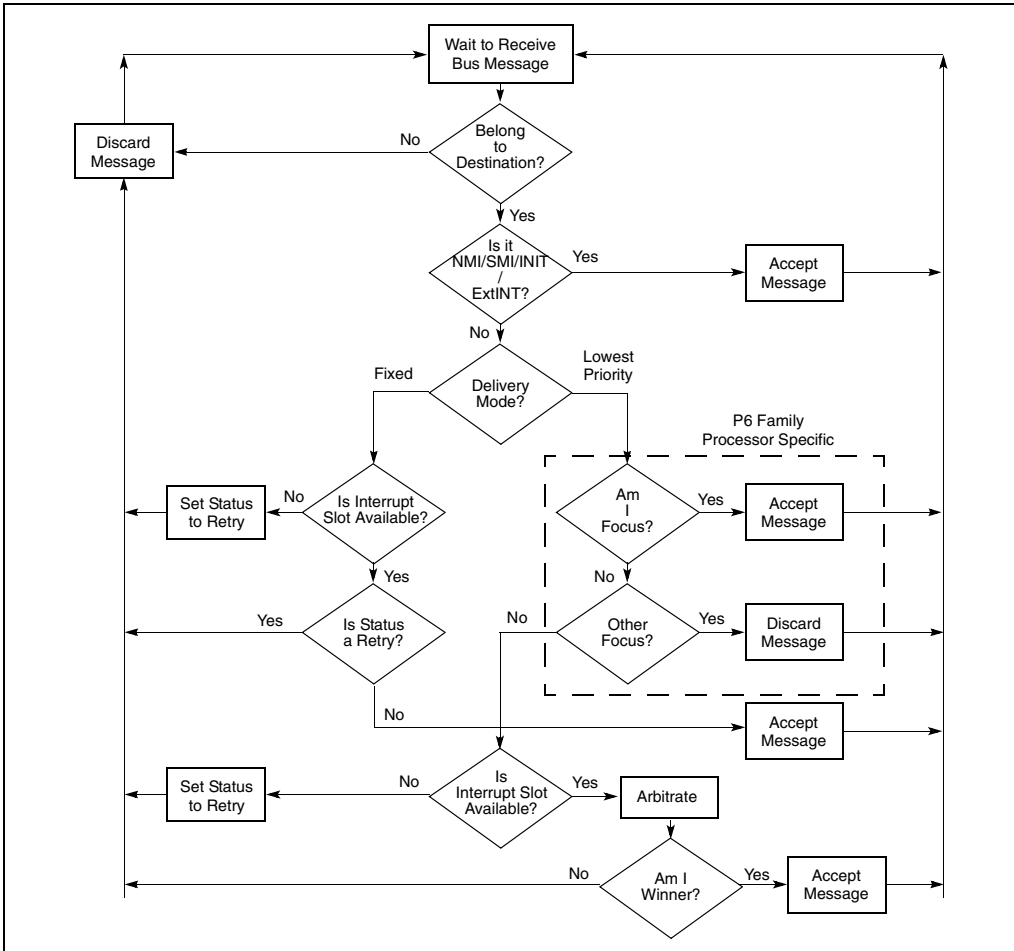 Wait to Receive
Bus Message
Belong
to
Destination?
No
Discard
Message
Yes
Is it
NMI/SMI/INIT
/
ExtINT?
Yes
Accept
Message
No
Delivery
Mode?
Fixed
Lowest
Priority
P6 Family
Processor Specific
Set Status
to Retry
No
Is Interrupt
Slot Available?
Am
I
Focus?
Yes
Accept
Message
Yes
No
Yes
Is Status
a Retry?
No
Other
Focus?
Yes
Discard
Message
No
Accept
Message
Set Status
to Retry
No
Is
Interrupt Slot
Available?
Yes
Arbitrate
No
Am I
Winner?
Yes
Accept
Message